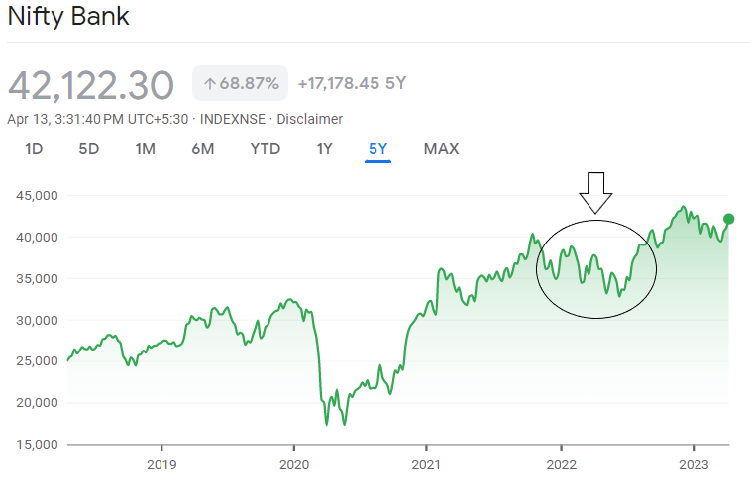 Nifty Bank
42,122.30 ↑ 68.87% +17,178.45 5Y
Apr 13, 3:31:40 PM UTC+5:30 · INDEXNSE · Disclaimer
1D 5D 1M 6M YTD 1Y 5Y MAX
45,000
40,000
35,000
30,000
25,000
20,000
15,000
2019 2020 2021 2022 2023